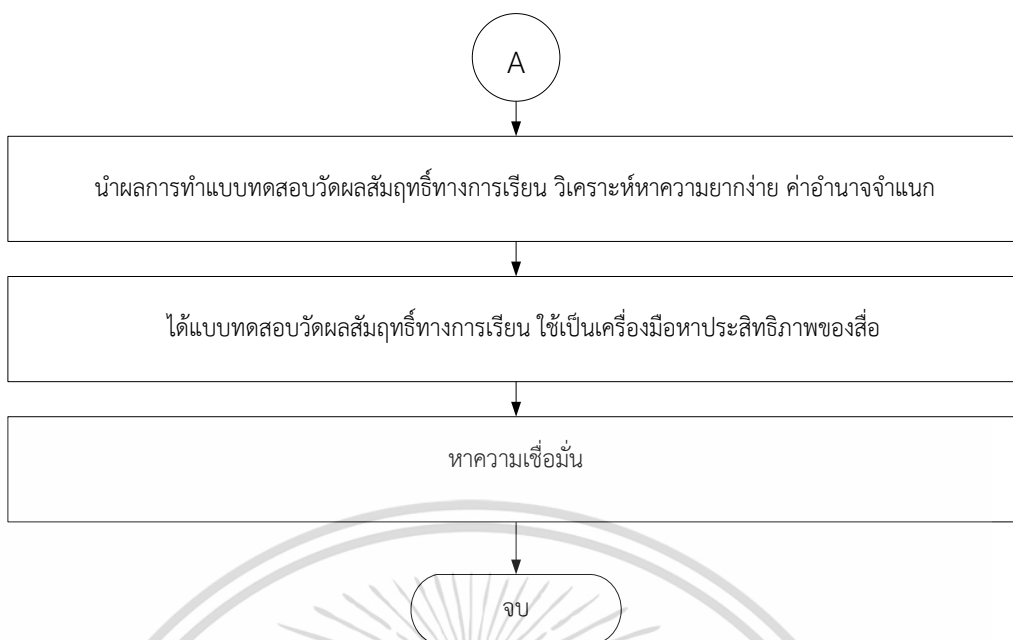 A
นำผลการทำแบบทดสอบวัดผลสัมฤทธิ์ทางการเรียน วิเคราะห์หาความยากง่าย ค่าอำนาจจำแนก
ได้แบบทดสอบวัดผลสัมฤทธิ์ทางการเรียน ใช้เป็นเครื่องมือหาประสิทธิภาพของสื่อ
หาความเชื่อมั่น
จบ